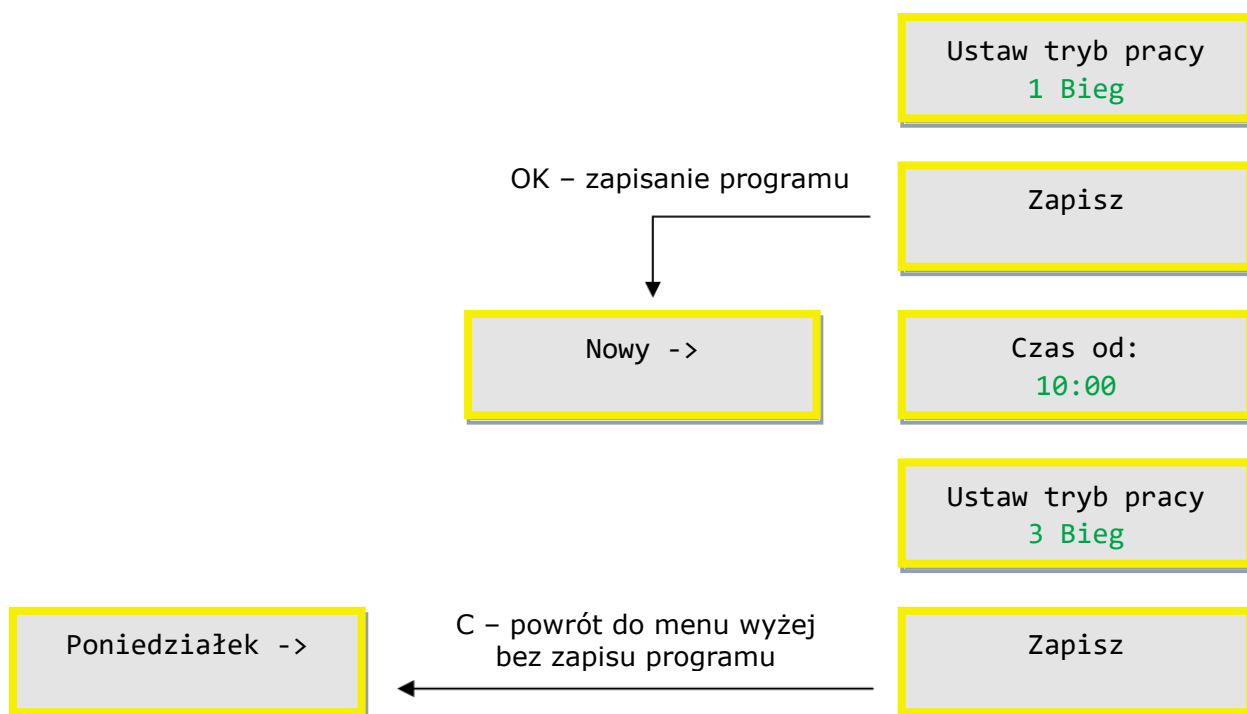 Ustaw tryb pracy
1 Bieg
OK – zapisanie programu
Zapisz
Nowy ->
Czas od:
10:00
Ustaw tryb pracy
3 Bieg
Poniedziałek ->
C – powrót do menu wyżej
bez zapisu programu
Zapisz